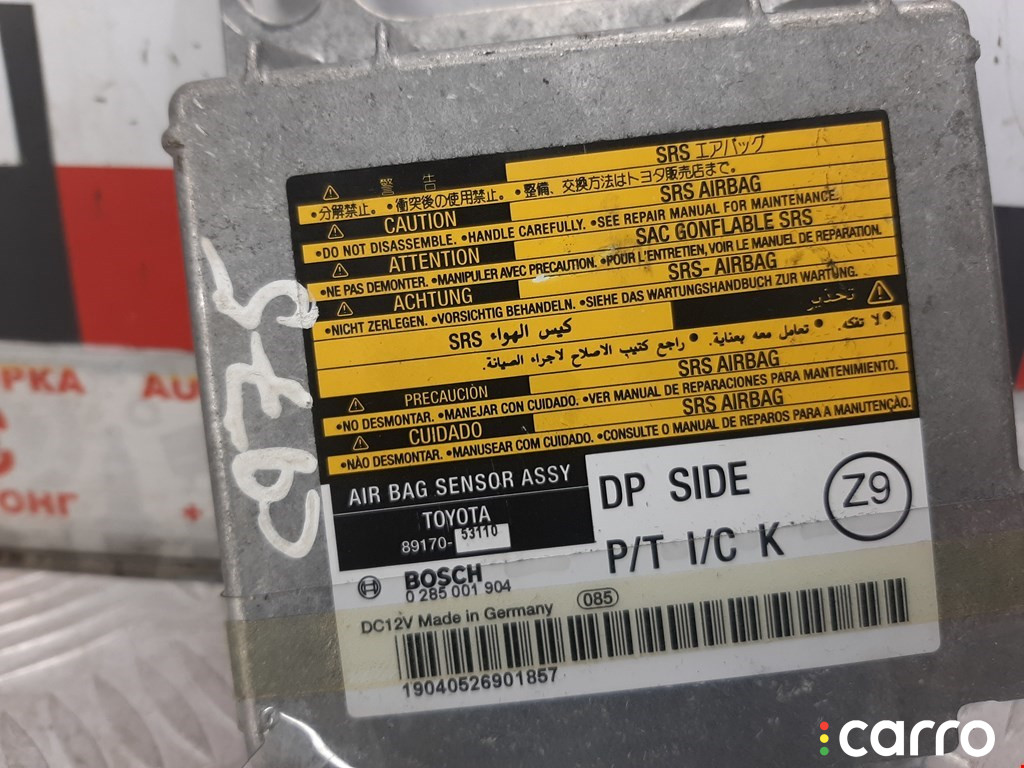 SRS エアバッグ
⚠ 警 告
•分解禁止。 •衝突後の使用禁止。 •整備、交換方法はトヨタ販売店まで。
SRS AIRBAG
⚠ CAUTION
•DO NOT DISASSEMBLE. •HANDLE CAREFULLY. •SEE REPAIR MANUAL FOR MAINTENANCE.
SAC GONFLABLE SRS
⚠ ATTENTION
•NE PAS DEMONTER. •MANIPULER AVEC PRECAUTION. •POUR L'ENTRETIEN, VOIR LE MANUEL DE REPARATION.
SRS- AIRBAG
⚠ ACHTUNG
•NICHT ZERLEGEN. •VORSICHTIG BEHANDELN. •SIEHE DAS WARTUNGSHANDBUCH ZUR WARTUNG.
تحذير ⚠
كيس الهواء SRS
• لا تفكه. • تعامل معه بعناية. • راجع كتيب الاصلاح لاجراء الصيانة.
SRS AIRBAG
⚠ PRECAUCIÓN
•NO DESMONTAR. •MANEJAR CON CUIDADO. •VER MANUAL DE REPARACIONES PARA MANTENIMIENTO.
SRS AIRBAG
⚠ CUIDADO
•NÃO DESMONTAR. •MANUSEAR COM CUIDADO. •CONSULTE O MANUAL DE REPAROS PARA A MANUTENÇÃO.
AIR BAG SENSOR ASSY
TOYOTA
89170-53110
DP SIDE
P/T I/C K
Z9
BOSCH
0 285 001 904
DC12V Made in Germany 085
19040526901857
C97-5
РКА
AU
ОНГ +
carro